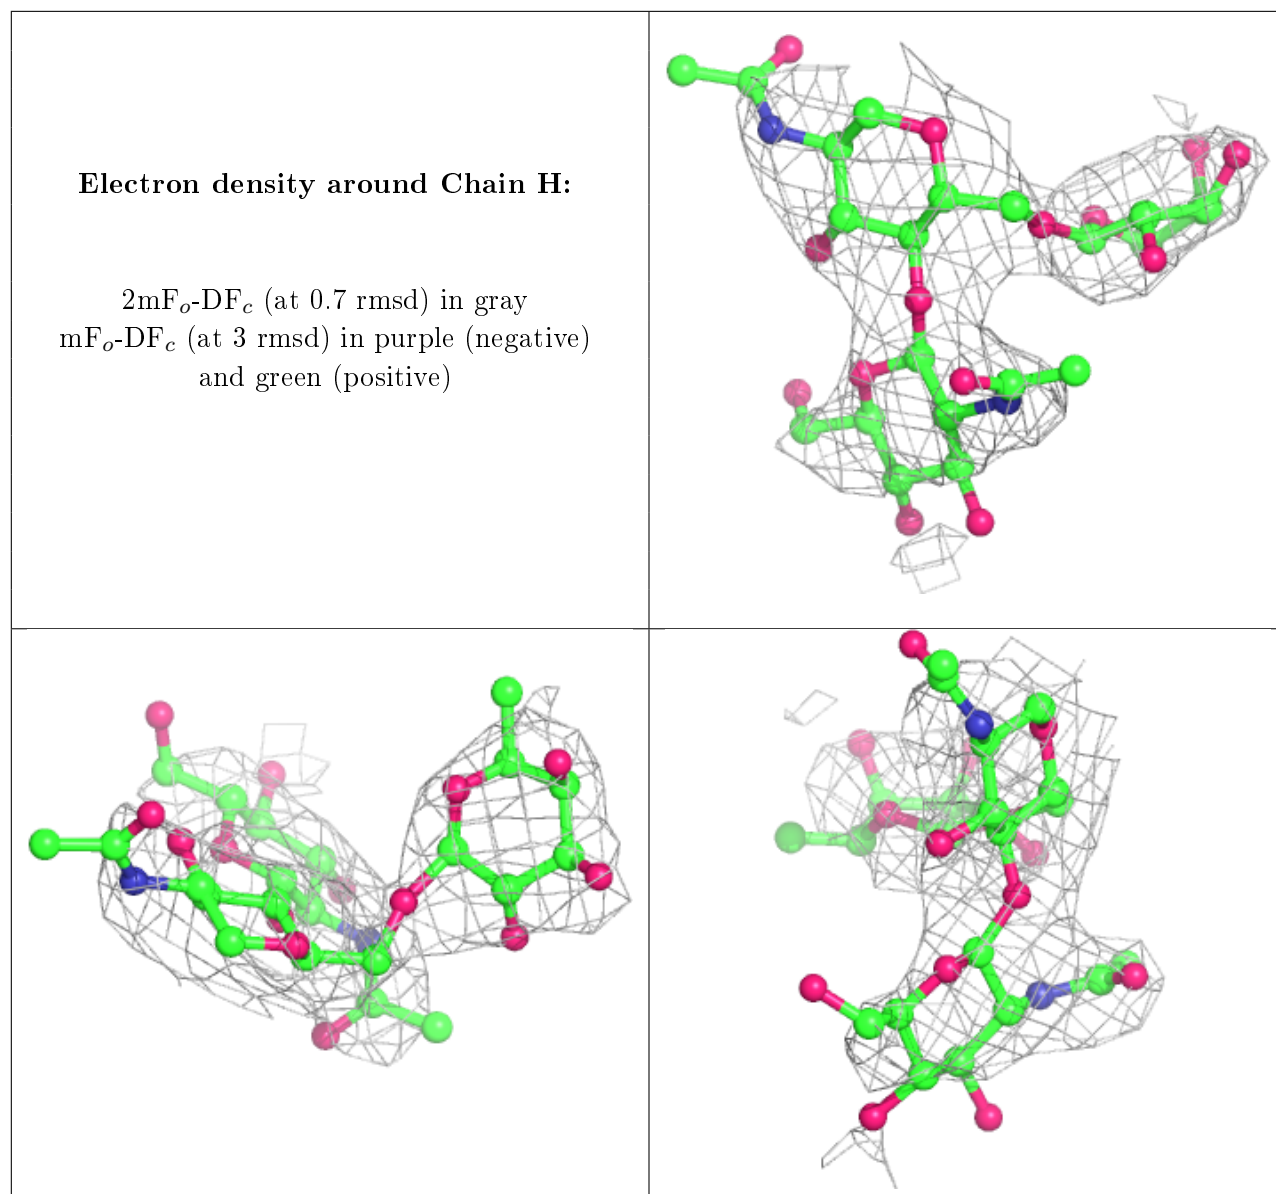 Electron density around Chain H:
2mFo-DFc (at 0.7 rmsd) in gray
mFo-DFc (at 3 rmsd) in purple (negative)
and green (positive)